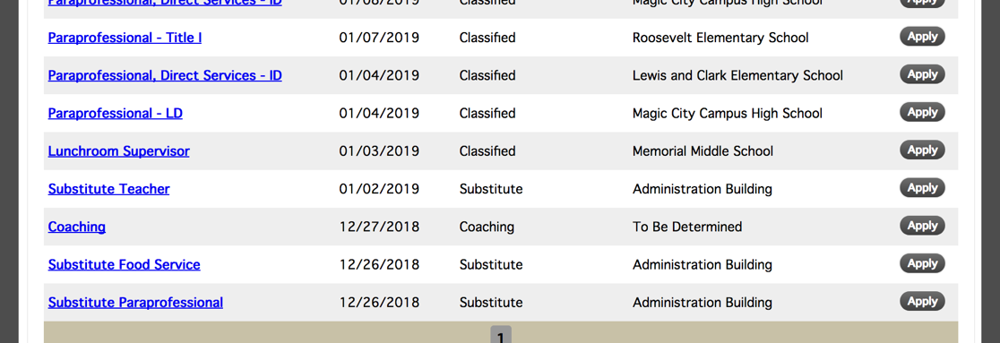 Paraprofessional, Direct Services - ID 01/08/2019 Classified Magic City Campus High School Apply
Paraprofessional - Title I 01/07/2019 Classified Roosevelt Elementary School Apply
Paraprofessional, Direct Services - ID 01/04/2019 Classified Lewis and Clark Elementary School Apply
Paraprofessional - LD 01/04/2019 Classified Magic City Campus High School Apply
Lunchroom Supervisor 01/03/2019 Classified Memorial Middle School Apply
Substitute Teacher 01/02/2019 Substitute Administration Building Apply
Coaching 12/27/2018 Coaching To Be Determined Apply
Substitute Food Service 12/26/2018 Substitute Administration Building Apply
Substitute Paraprofessional 12/26/2018 Substitute Administration Building Apply
1